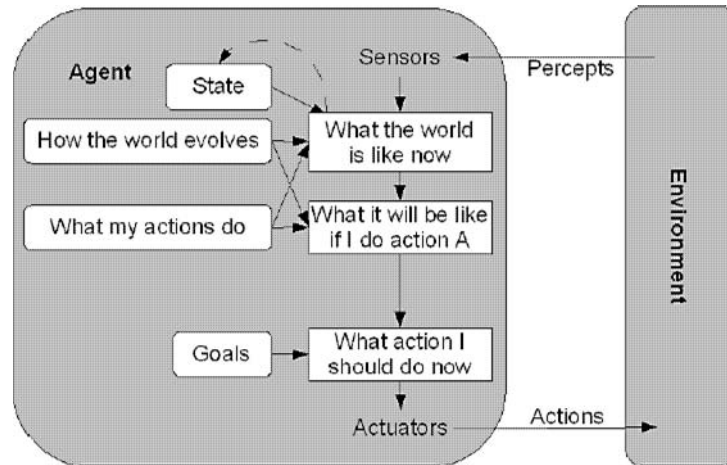 Agent
Sensors
Percepts
State
How the world evolves
What the world
is like now
What my actions do
What it will be like
if I do action A
Environment
Goals
What action I
should do now
Actuators
Actions